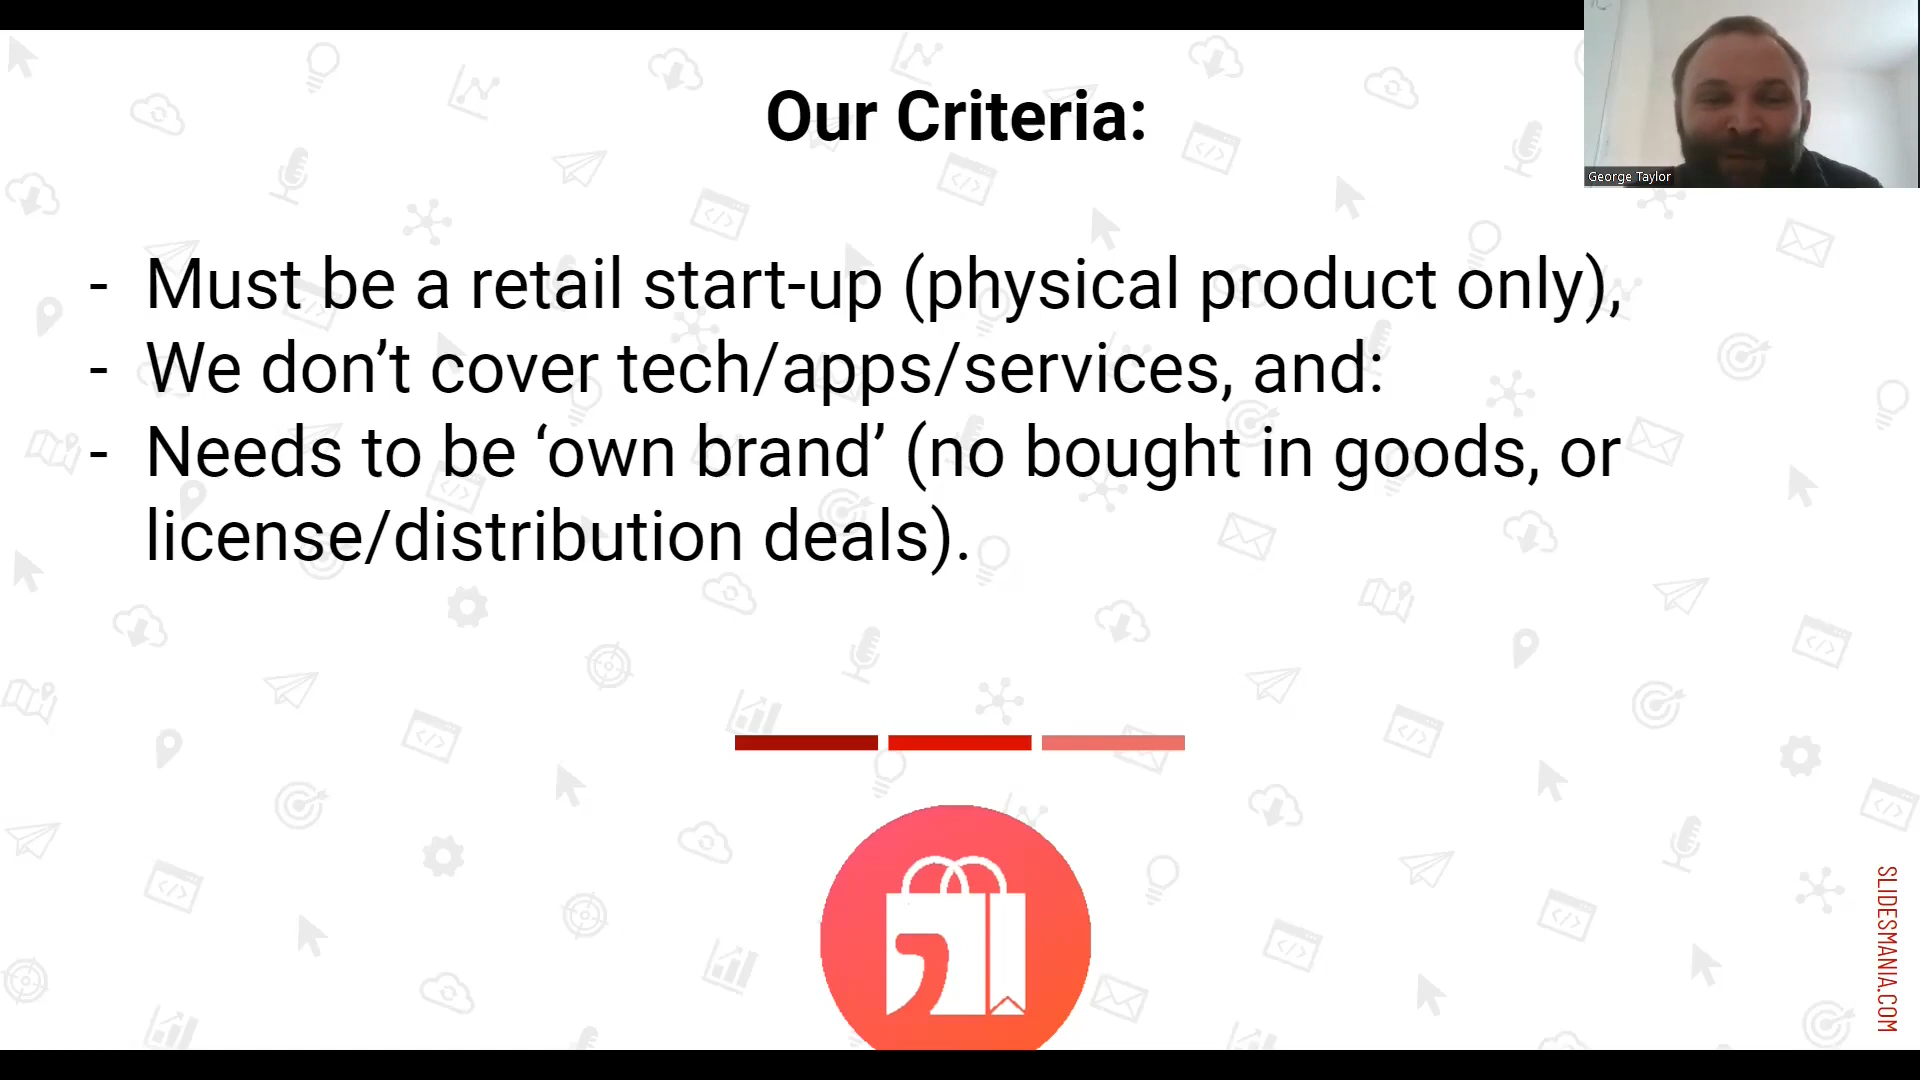 Our Criteria:
George Taylor
- Must be a retail start-up (physical product only),
- We don’t cover tech/apps/services, and:
- Needs to be ‘own brand’ (no bought in goods, or
license/distribution deals).
SLIDESMANIA.COM